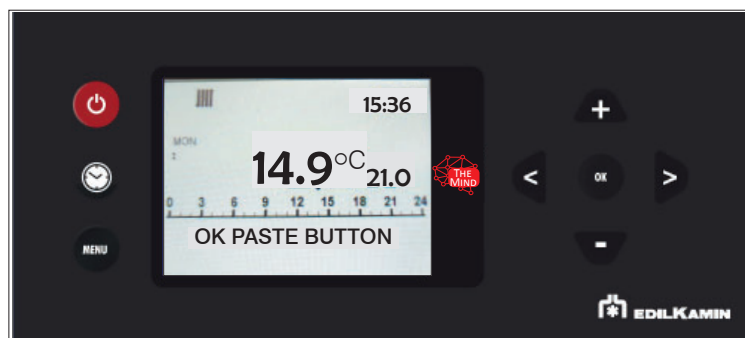 15:36
MON
14.9°C 21.0
THE
MIND
0 3 6 9 12 15 18 21 24
OK PASTE BUTTON
MENU
+
< OK >
-
EDILKAMIN